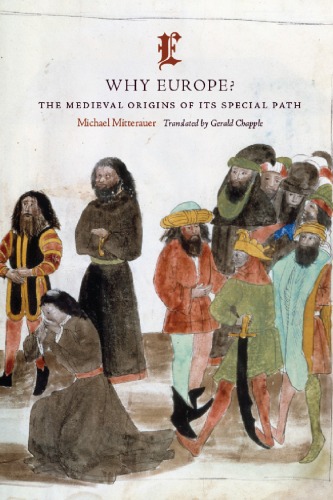 E
WHY EUROPE?
THE MEDIEVAL ORIGINS OF ITS SPECIAL PATH
Michael Mitterauer Translated by Gerald Chapple